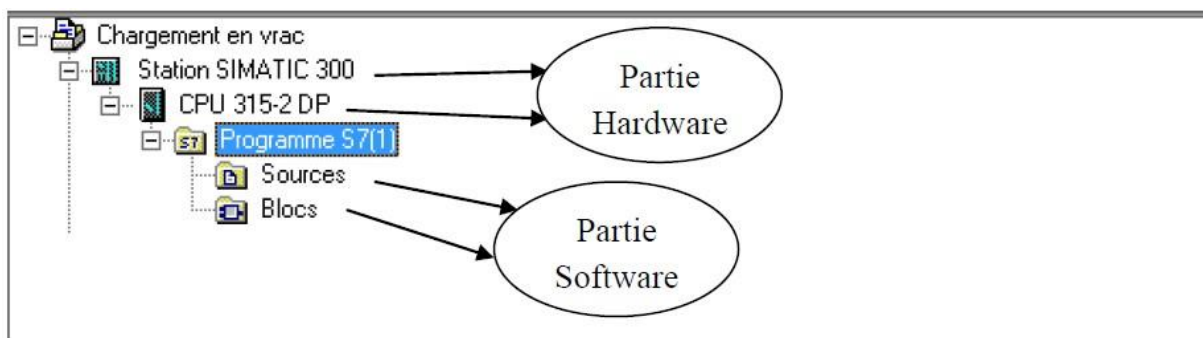 Chargement en vrac
Station SIMATIC 300
CPU 315-2 DP
S7 Programme S7(1)
Sources
Blocs
Partie
Hardware
Partie
Software